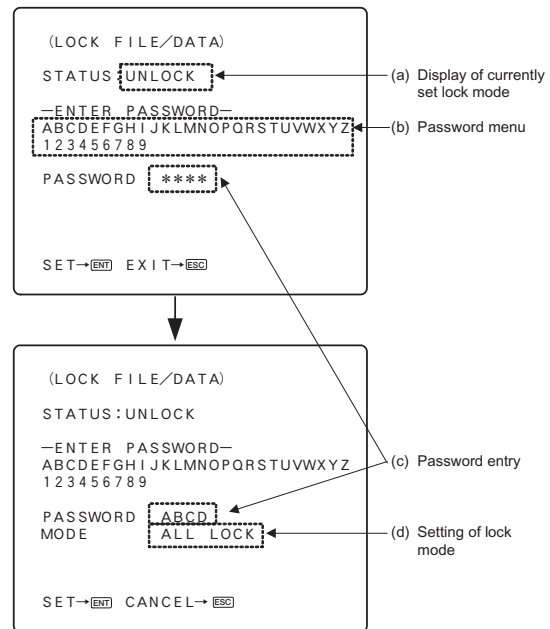 (LOCK FILE/DATA)
STATUS:UNLOCK
(a) Display of currently
set lock mode
—ENTER PASSWORD—
ABCDEFGHIJKLMNOPQRSTUVWXYZ
(b) Password menu
123456789
PASSWORD ****
SET→ENT EXIT→ESC
(LOCK FILE/DATA)
STATUS:UNLOCK
—ENTER PASSWORD—
ABCDEFGHIJKLMNOPQRSTUVWXYZ
123456789
(c) Password entry
PASSWORD ABCD
MODE ALL LOCK
(d) Setting of lock
mode
SET→ENT CANCEL→ESC